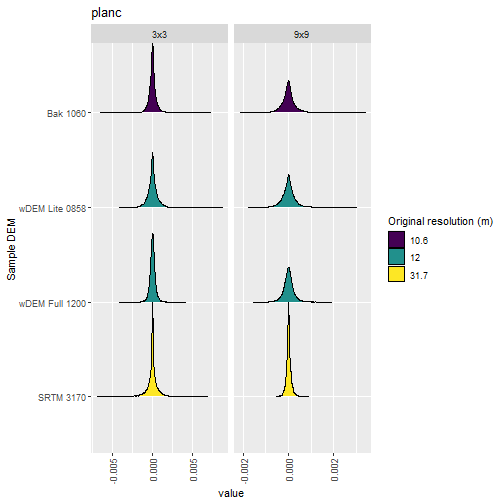 planc
3x3
9x9
Bak 1060
wDEM Lite 0858
wDEM Full 1200
SRTM 3170
Sample DEM
-0.005
0.000
0.005
-0.002
0.000
0.002
value
Original resolution (m)
10.6
12
31.7